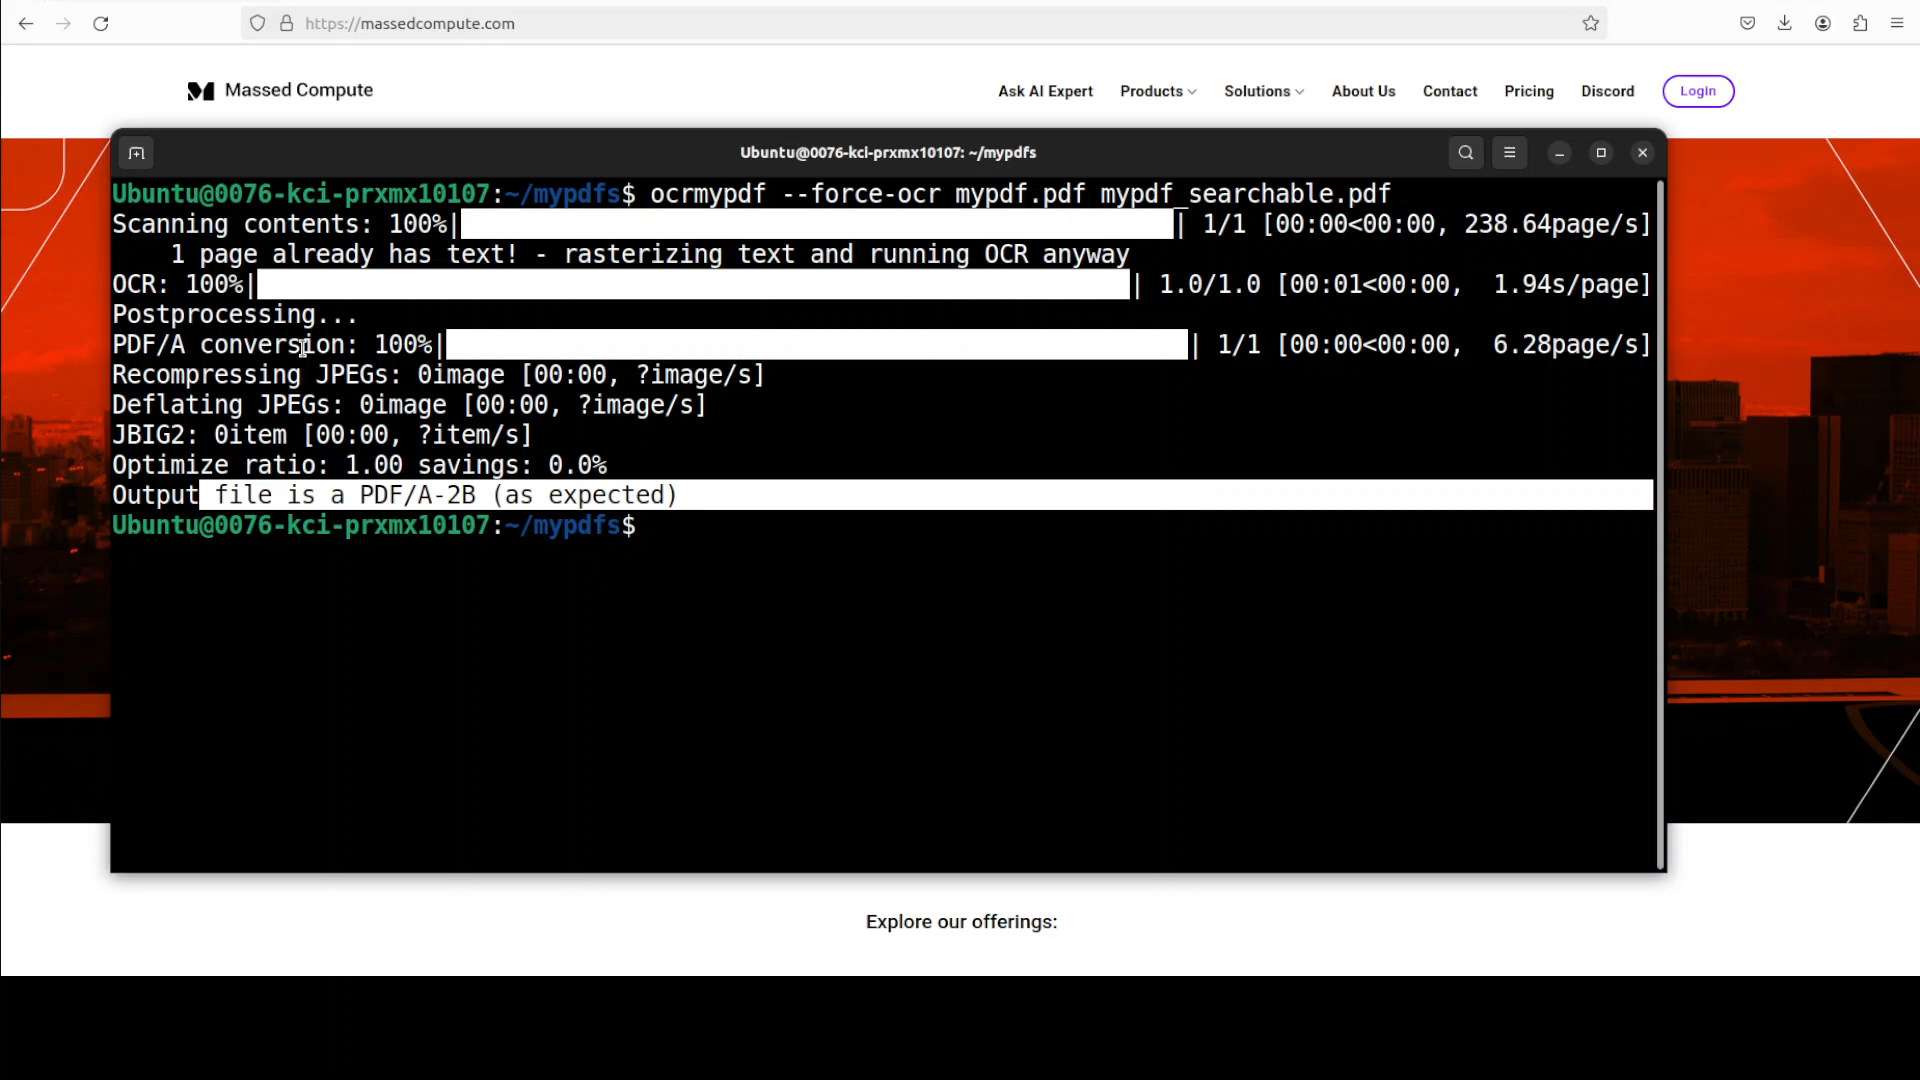 https://massedcompute.com
Massed Compute
Ask AI Expert Products Solutions About Us Contact Pricing Discord Login
Ubuntu@0076-kci-prxmx10107: ~/mypdfs
Ubuntu@0076-kci-prxmx10107:~/mypdfs$ ocrmypdf --force-ocr mypdf.pdf mypdf_searchable.pdf
Scanning contents: 100%| | 1/1 [00:00<00:00, 238.64page/s]
1 page already has text! - rasterizing text and running OCR anyway
OCR: 100%| | 1.0/1.0 [00:01<00:00, 1.94s/page]
Postprocessing...
PDF/A conversion: 100%| | 1/1 [00:00<00:00, 6.28page/s]
Recompressing JPEGs: 0image [00:00, ?image/s]
Deflating JPEGs: 0image [00:00, ?image/s]
JBIG2: 0item [00:00, ?item/s]
Optimize ratio: 1.00 savings: 0.0%
Output file is a PDF/A-2B (as expected)
Ubuntu@0076-kci-prxmx10107:~/mypdfs$
Explore our offerings: